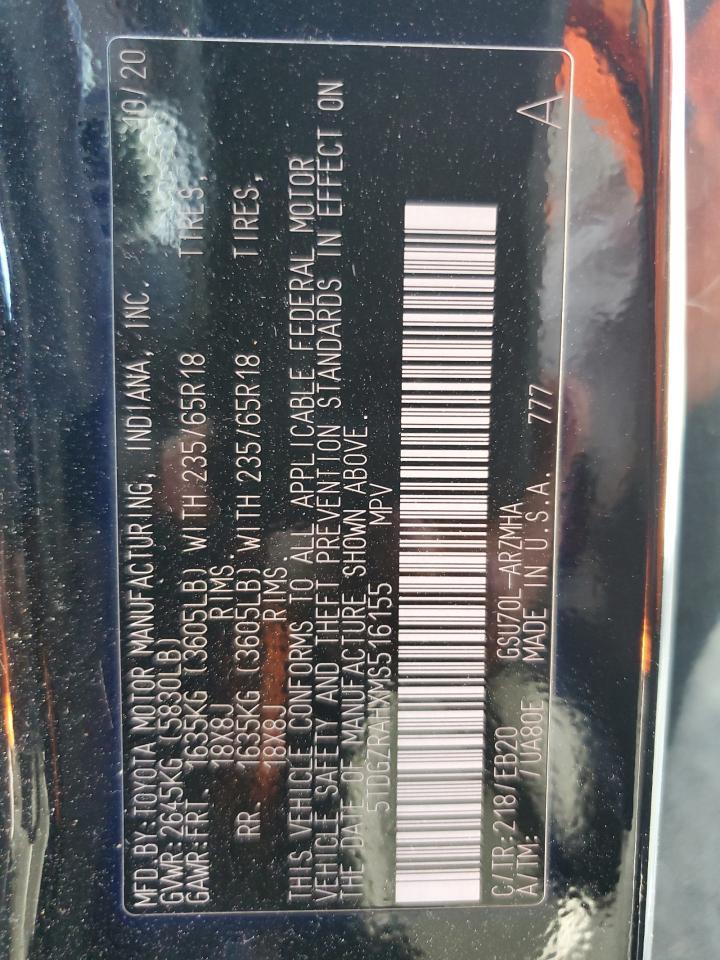 MFD.BY:TOYOTA MOTOR MANUFACTURING, INDIANA, INC. 10/20
GVWR:2645KG (5830LB)
GAWR:FRT. 1635KG (3605LB) WITH 235/65R18 TIRES,
18X8J RIMS.
RR. 1635KG (3605LB) WITH 235/65R18 TIRES,
18X8J RIMS
THIS VEHICLE CONFORMS TO ALL APPLICABLE FEDERAL MOTOR
VEHICLE SAFETY AND THEFT PREVENTION STANDARDS IN EFFECT ON
THE DATE OF MANUFACTURE SHOWN ABOVE.
5TDGZRAHXMS516155 MPV
C/TR:218/EB20 GSU70L-ARZMHA
A/TM: /UA80E MADE IN U.S.A. 777
A